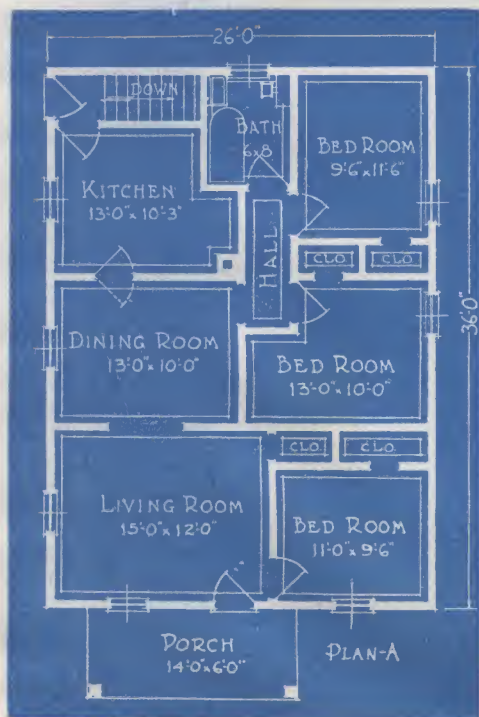 26'-0"
DOWN
BATH
6x8
BED ROOM
9'-6"x11'-6"
KITCHEN
13'-0"x10'-3"
HALL
CLO.
CLO.
36'-0"
DINING ROOM
13'-0"x10'-0"
BED ROOM
13'-0"x10'-0"
CLO.
CLO.
LIVING ROOM
15'-0"x12'-0"
BED ROOM
11'-0"x9'-6"
PORCH
14'-0"x6'-0"
PLAN-A